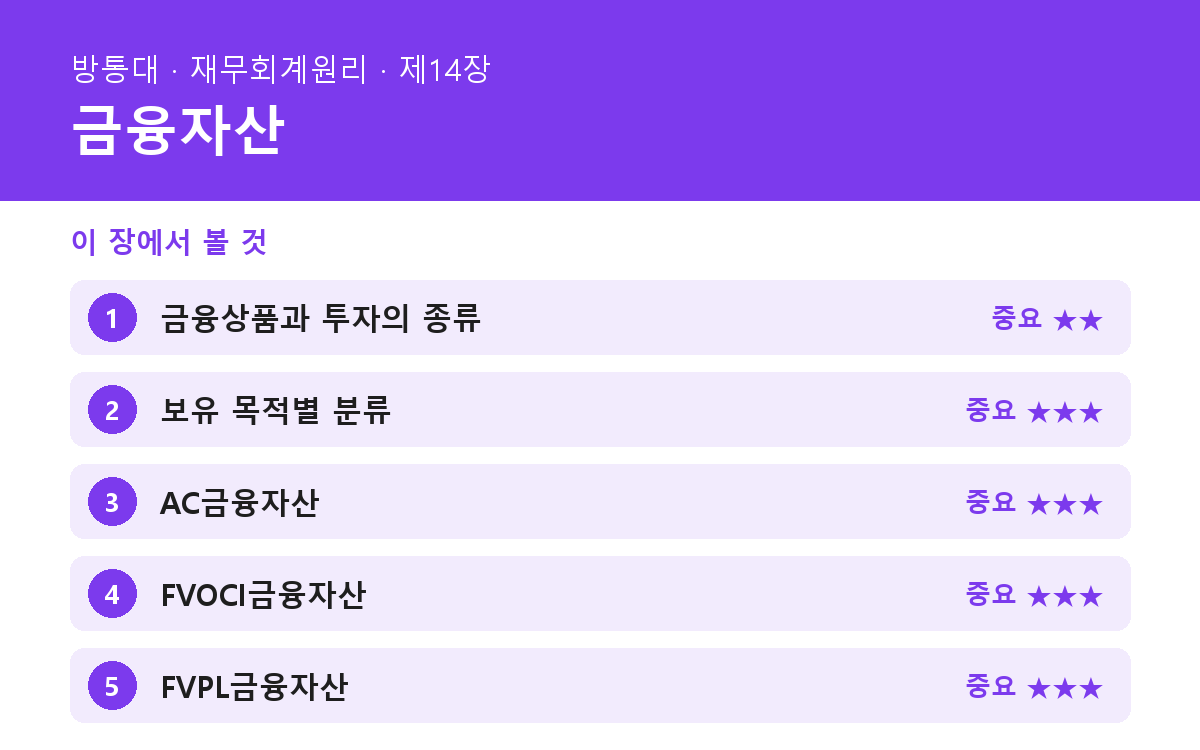 방통대 · 재무회계원리 · 제14장
금융자산
이 장에서 볼 것
1 금융상품과 투자의 종류 중요 ★★
2 보유 목적별 분류 중요 ★★★
3 AC금융자산 중요 ★★★
4 FVOCI금융자산 중요 ★★★
5 FVPL금융자산 중요 ★★★